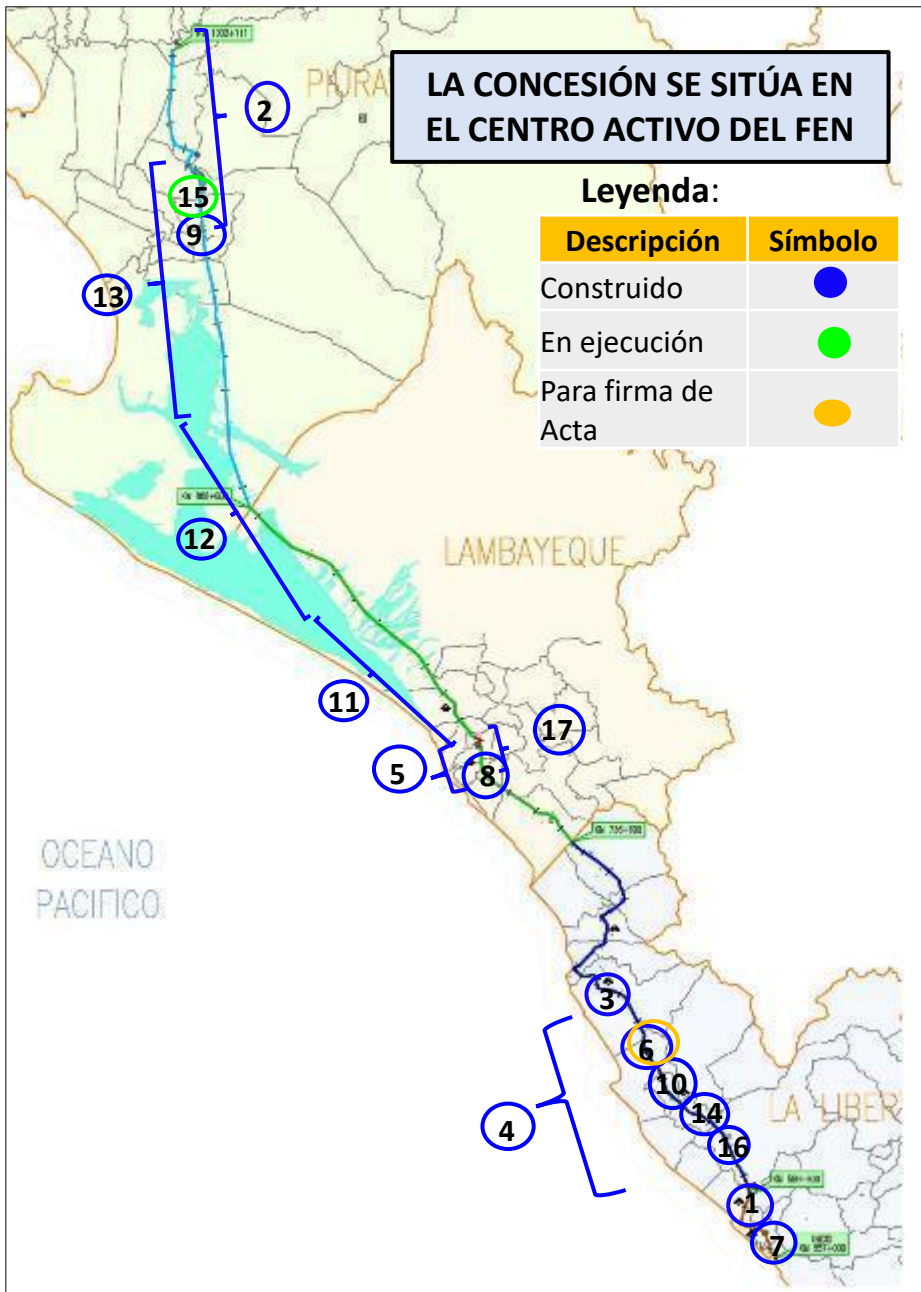 LA CONCESIÓN SE SITÚA EN
EL CENTRO ACTIVO DEL FEN
Leyenda:
Descripción Símbolo
Construido
En ejecución
Para firma de
Acta
PIURA
2
15
9
13
12
LAMBAYEQUE
11
17
5
8
OCEANO
PACIFICO
3
6
10
4
14
LA LIBER
16
1
7